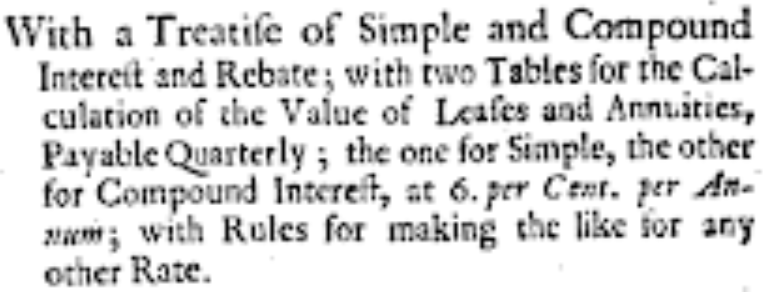 With a Treatiſe of Simple and Compound
Intereſt and Rebate; with two Tables for the Cal-
culation of the Value of Leaſes and Annuities,
Payable Quarterly; the one for Simple, the other
for Compound Intereſt, at 6. per Cent. per An-
num; with Rules for making the like for any
other Rate.